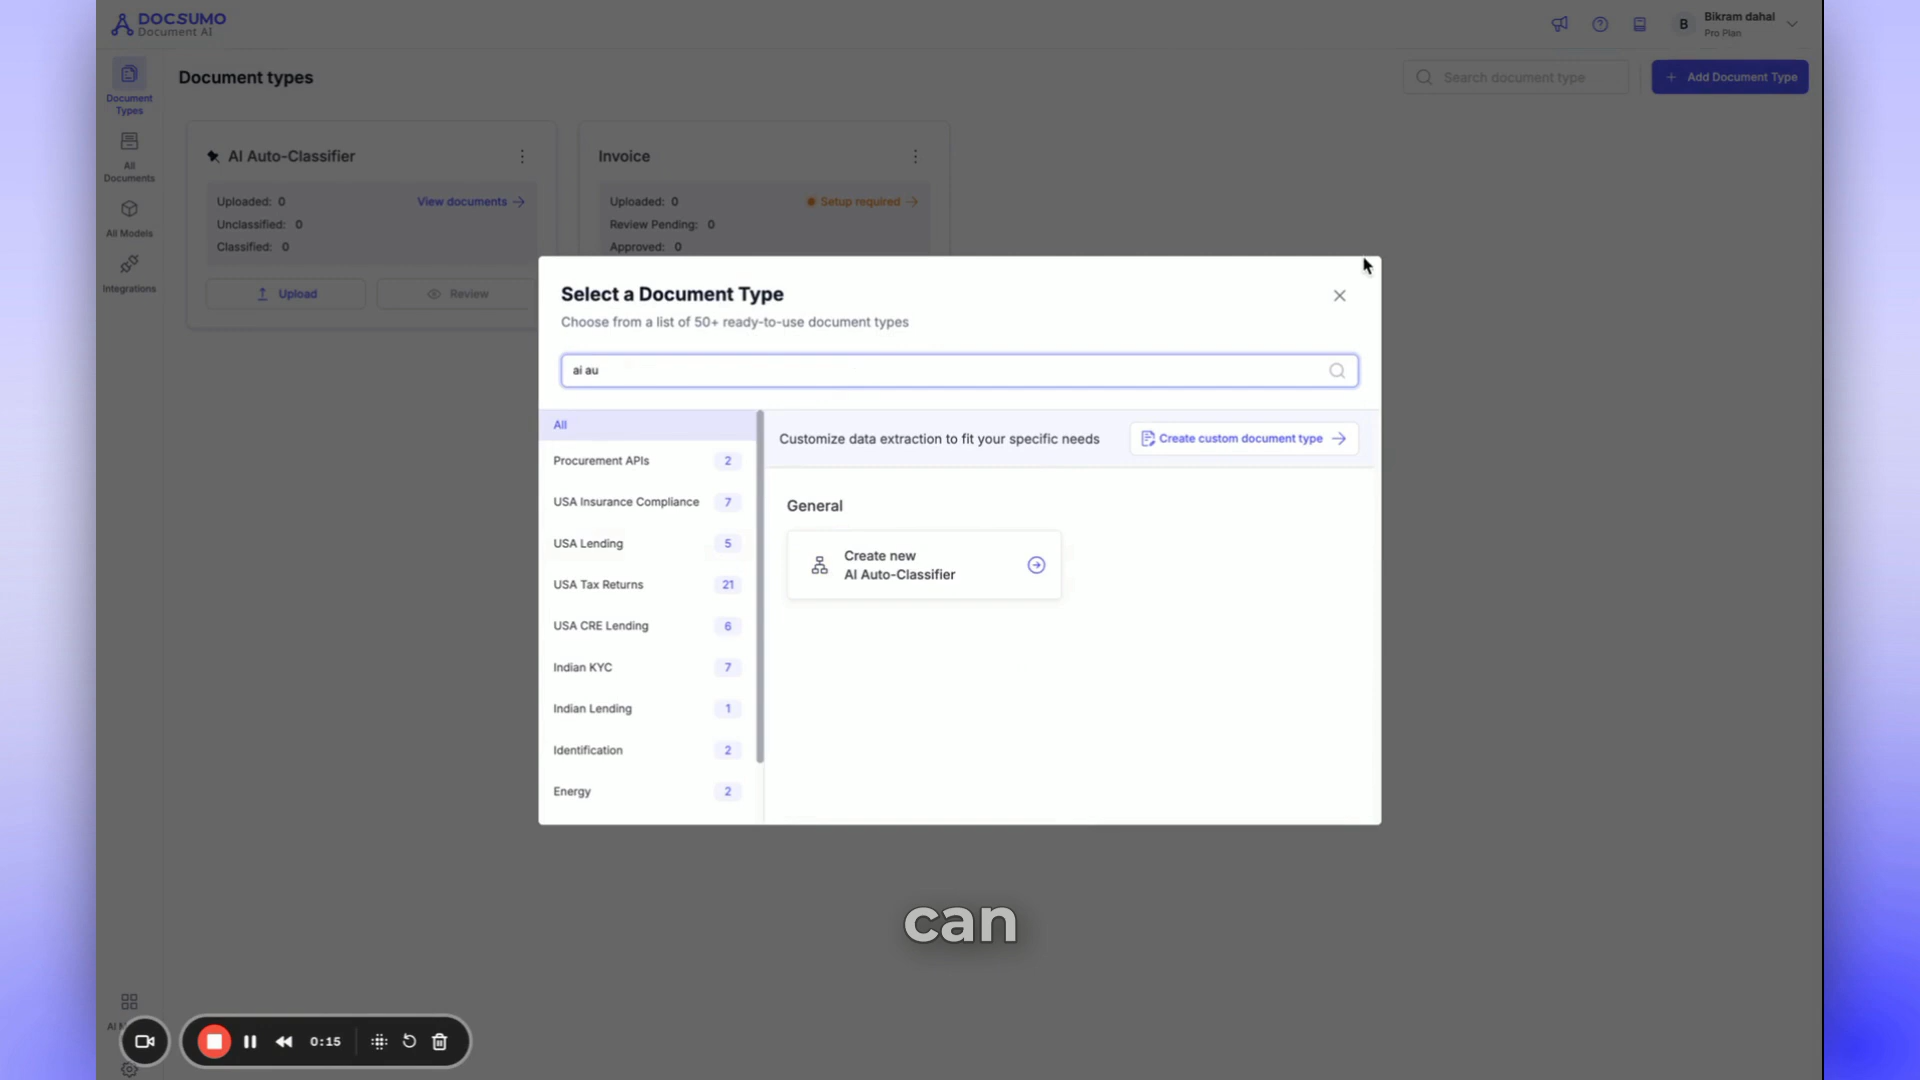 DOCSUMO
Document AI
B
Bikram dahal
Pro Plan
Document types
Search document type
+ Add Document Type
Document
Types
All
Documents
All Models
Integrations
AI Auto-Classifier
Uploaded: 0
View documents →
Unclassified: 0
Classified: 0
Upload
Review
Invoice
Uploaded: 0
Setup required →
Review Pending: 0
Approved: 0
Select a Document Type
Choose from a list of 50+ ready-to-use document types
ai au
All
Procurement APIs 2
USA Insurance Compliance 7
USA Lending 5
USA Tax Returns 21
USA CRE Lending 6
Indian KYC 7
Indian Lending 1
Identification 2
Energy 2
Customize data extraction to fit your specific needs
Create custom document type →
General
Create new
AI Auto-Classifier
can
0:15